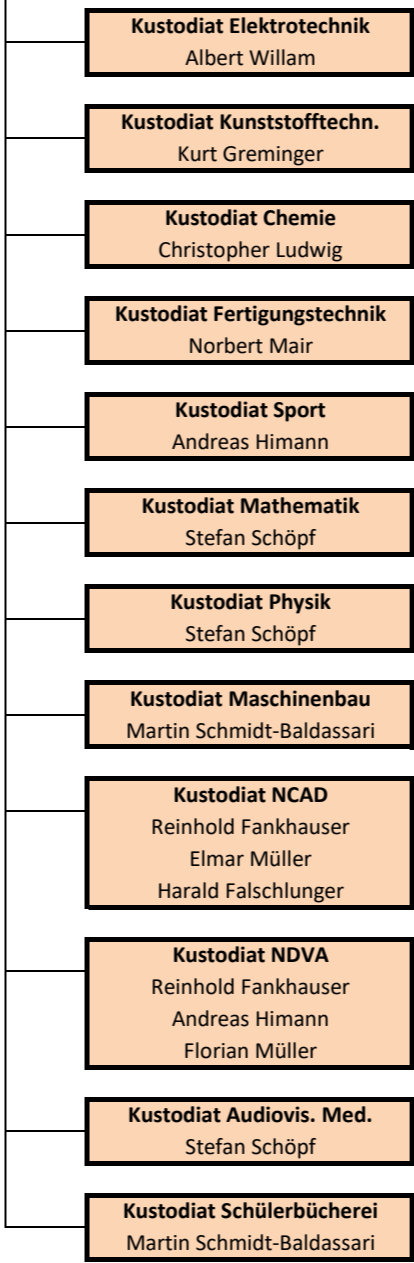 Kustodiat Elektrotechnik
Albert Willam
Kustodiat Kunststofftechn.
Kurt Greminger
Kustodiat Chemie
Christopher Ludwig
Kustodiat Fertigungstechnik
Norbert Mair
Kustodiat Sport
Andreas Himann
Kustodiat Mathematik
Stefan Schöpf
Kustodiat Physik
Stefan Schöpf
Kustodiat Maschinenbau
Martin Schmidt-Baldassari
Kustodiat NCAD
Reinhold Fankhauser
Elmar Müller
Harald Falschlunger
Kustodiat NDVA
Reinhold Fankhauser
Andreas Himann
Florian Müller
Kustodiat Audiovis. Med.
Stefan Schöpf
Kustodiat Schülerbücherei
Martin Schmidt-Baldassari